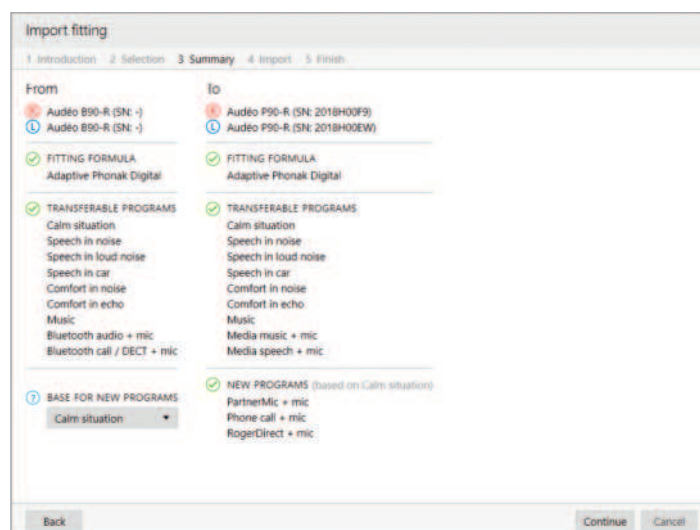 Import fitting
1 Introduction 2 Selection 3 Summary 4 Import 5 Finish
From
R Audéo B90-R (SN: -)
L Audéo B90-R (SN: -)
FITTING FORMULA
Adaptive Phonak Digital
TRANSFERABLE PROGRAMS
Calm situation
Speech in noise
Speech in loud noise
Speech in car
Comfort in noise
Comfort in echo
Music
Bluetooth audio + mic
Bluetooth call / DECT + mic
? BASE FOR NEW PROGRAMS
Calm situation
To
R Audéo P90-R (SN: 2018H00F9)
L Audéo P90-R (SN: 2018H00EW)
FITTING FORMULA
Adaptive Phonak Digital
TRANSFERABLE PROGRAMS
Calm situation
Speech in noise
Speech in loud noise
Speech in car
Comfort in noise
Comfort in echo
Music
Media music + mic
Media speech + mic
NEW PROGRAMS (based on Calm situation)
PartnerMic + mic
Phone call + mic
RogerDirect + mic
Back
Continue
Cancel